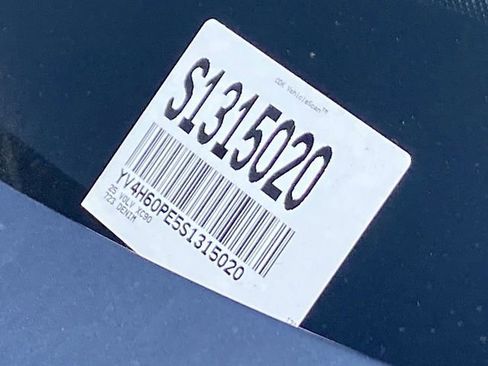 CDK VehicleScan™
S1315020
YV4H60PE5S1315020
25 VOLV XC90
723 DENIM